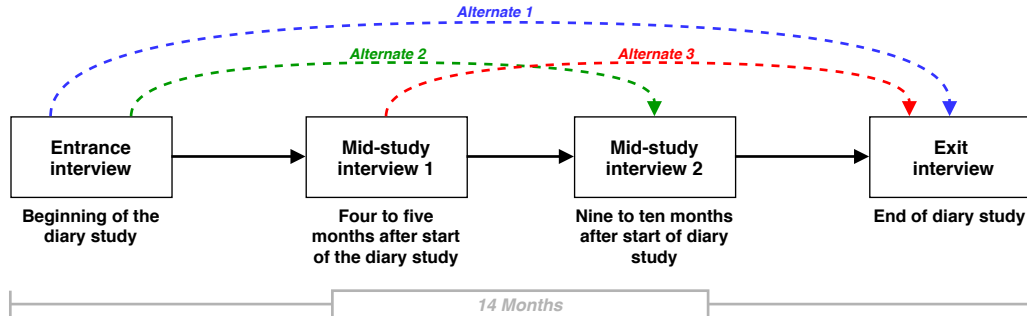 Alternate 1
Alternate 2
Alternate 3
Entrance
interview
Mid-study
interview 1
Mid-study
interview 2
Exit
interview
Beginning of the
diary study
Four to five
months after start
of the diary study
Nine to ten months
after start of diary
study
End of diary study
14 Months